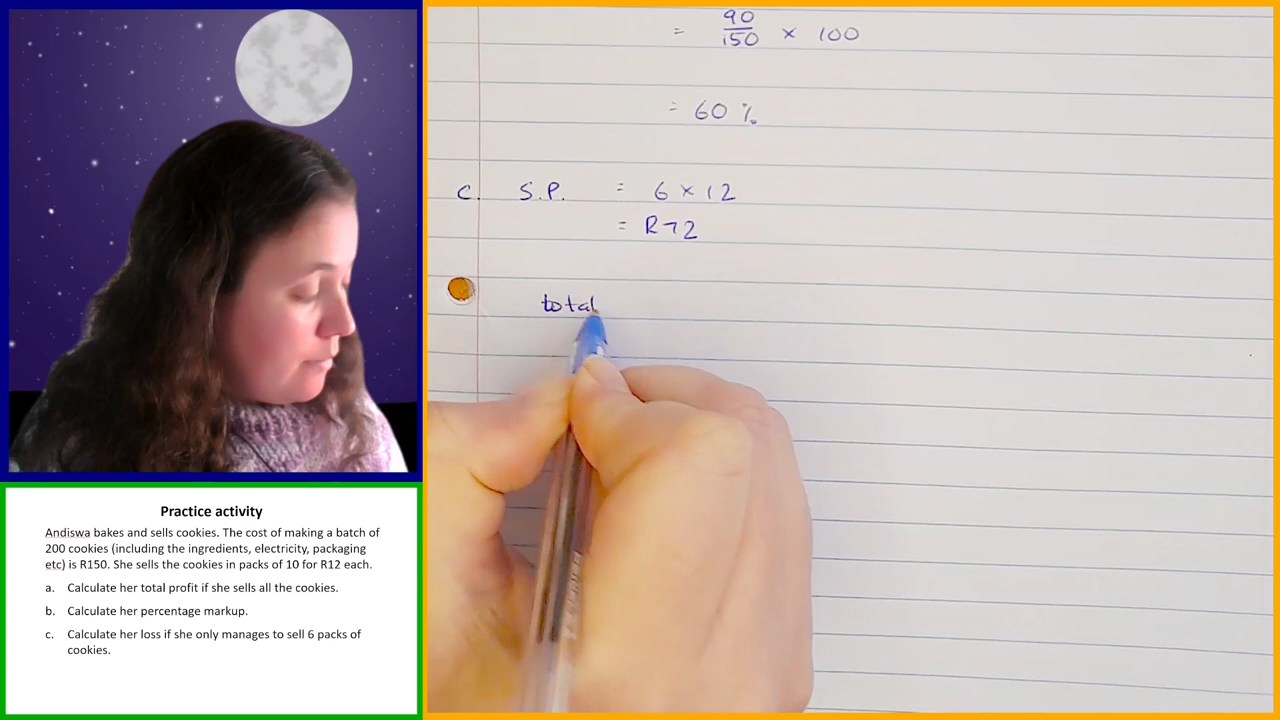 = 90/150 × 100
= 60 %
c. S.P. = 6 × 12
= R72
total
Practice activity
Andiswa bakes and sells cookies. The cost of making a batch of
200 cookies (including the ingredients, electricity, packaging
etc) is R150. She sells the cookies in packs of 10 for R12 each.
a. Calculate her total profit if she sells all the cookies.
b. Calculate her percentage markup.
c. Calculate her loss if she only manages to sell 6 packs of
cookies.